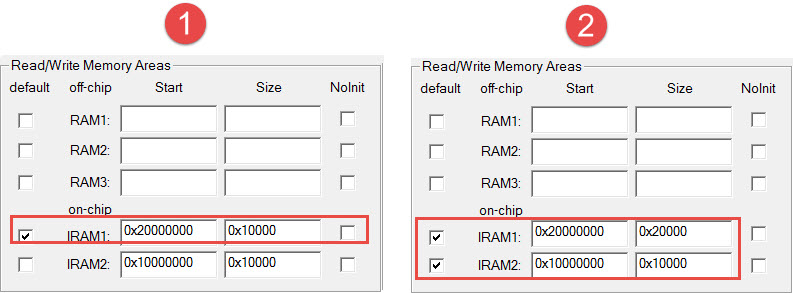 1
Read/Write Memory Areas
default off-chip Start Size NoInit
RAM1:
RAM2:
RAM3:
on-chip
IRAM1: 0x20000000 0x10000
IRAM2: 0x10000000 0x10000
2
Read/Write Memory Areas
default off-chip Start Size NoInit
RAM1:
RAM2:
RAM3:
on-chip
IRAM1: 0x20000000 0x20000
IRAM2: 0x10000000 0x10000